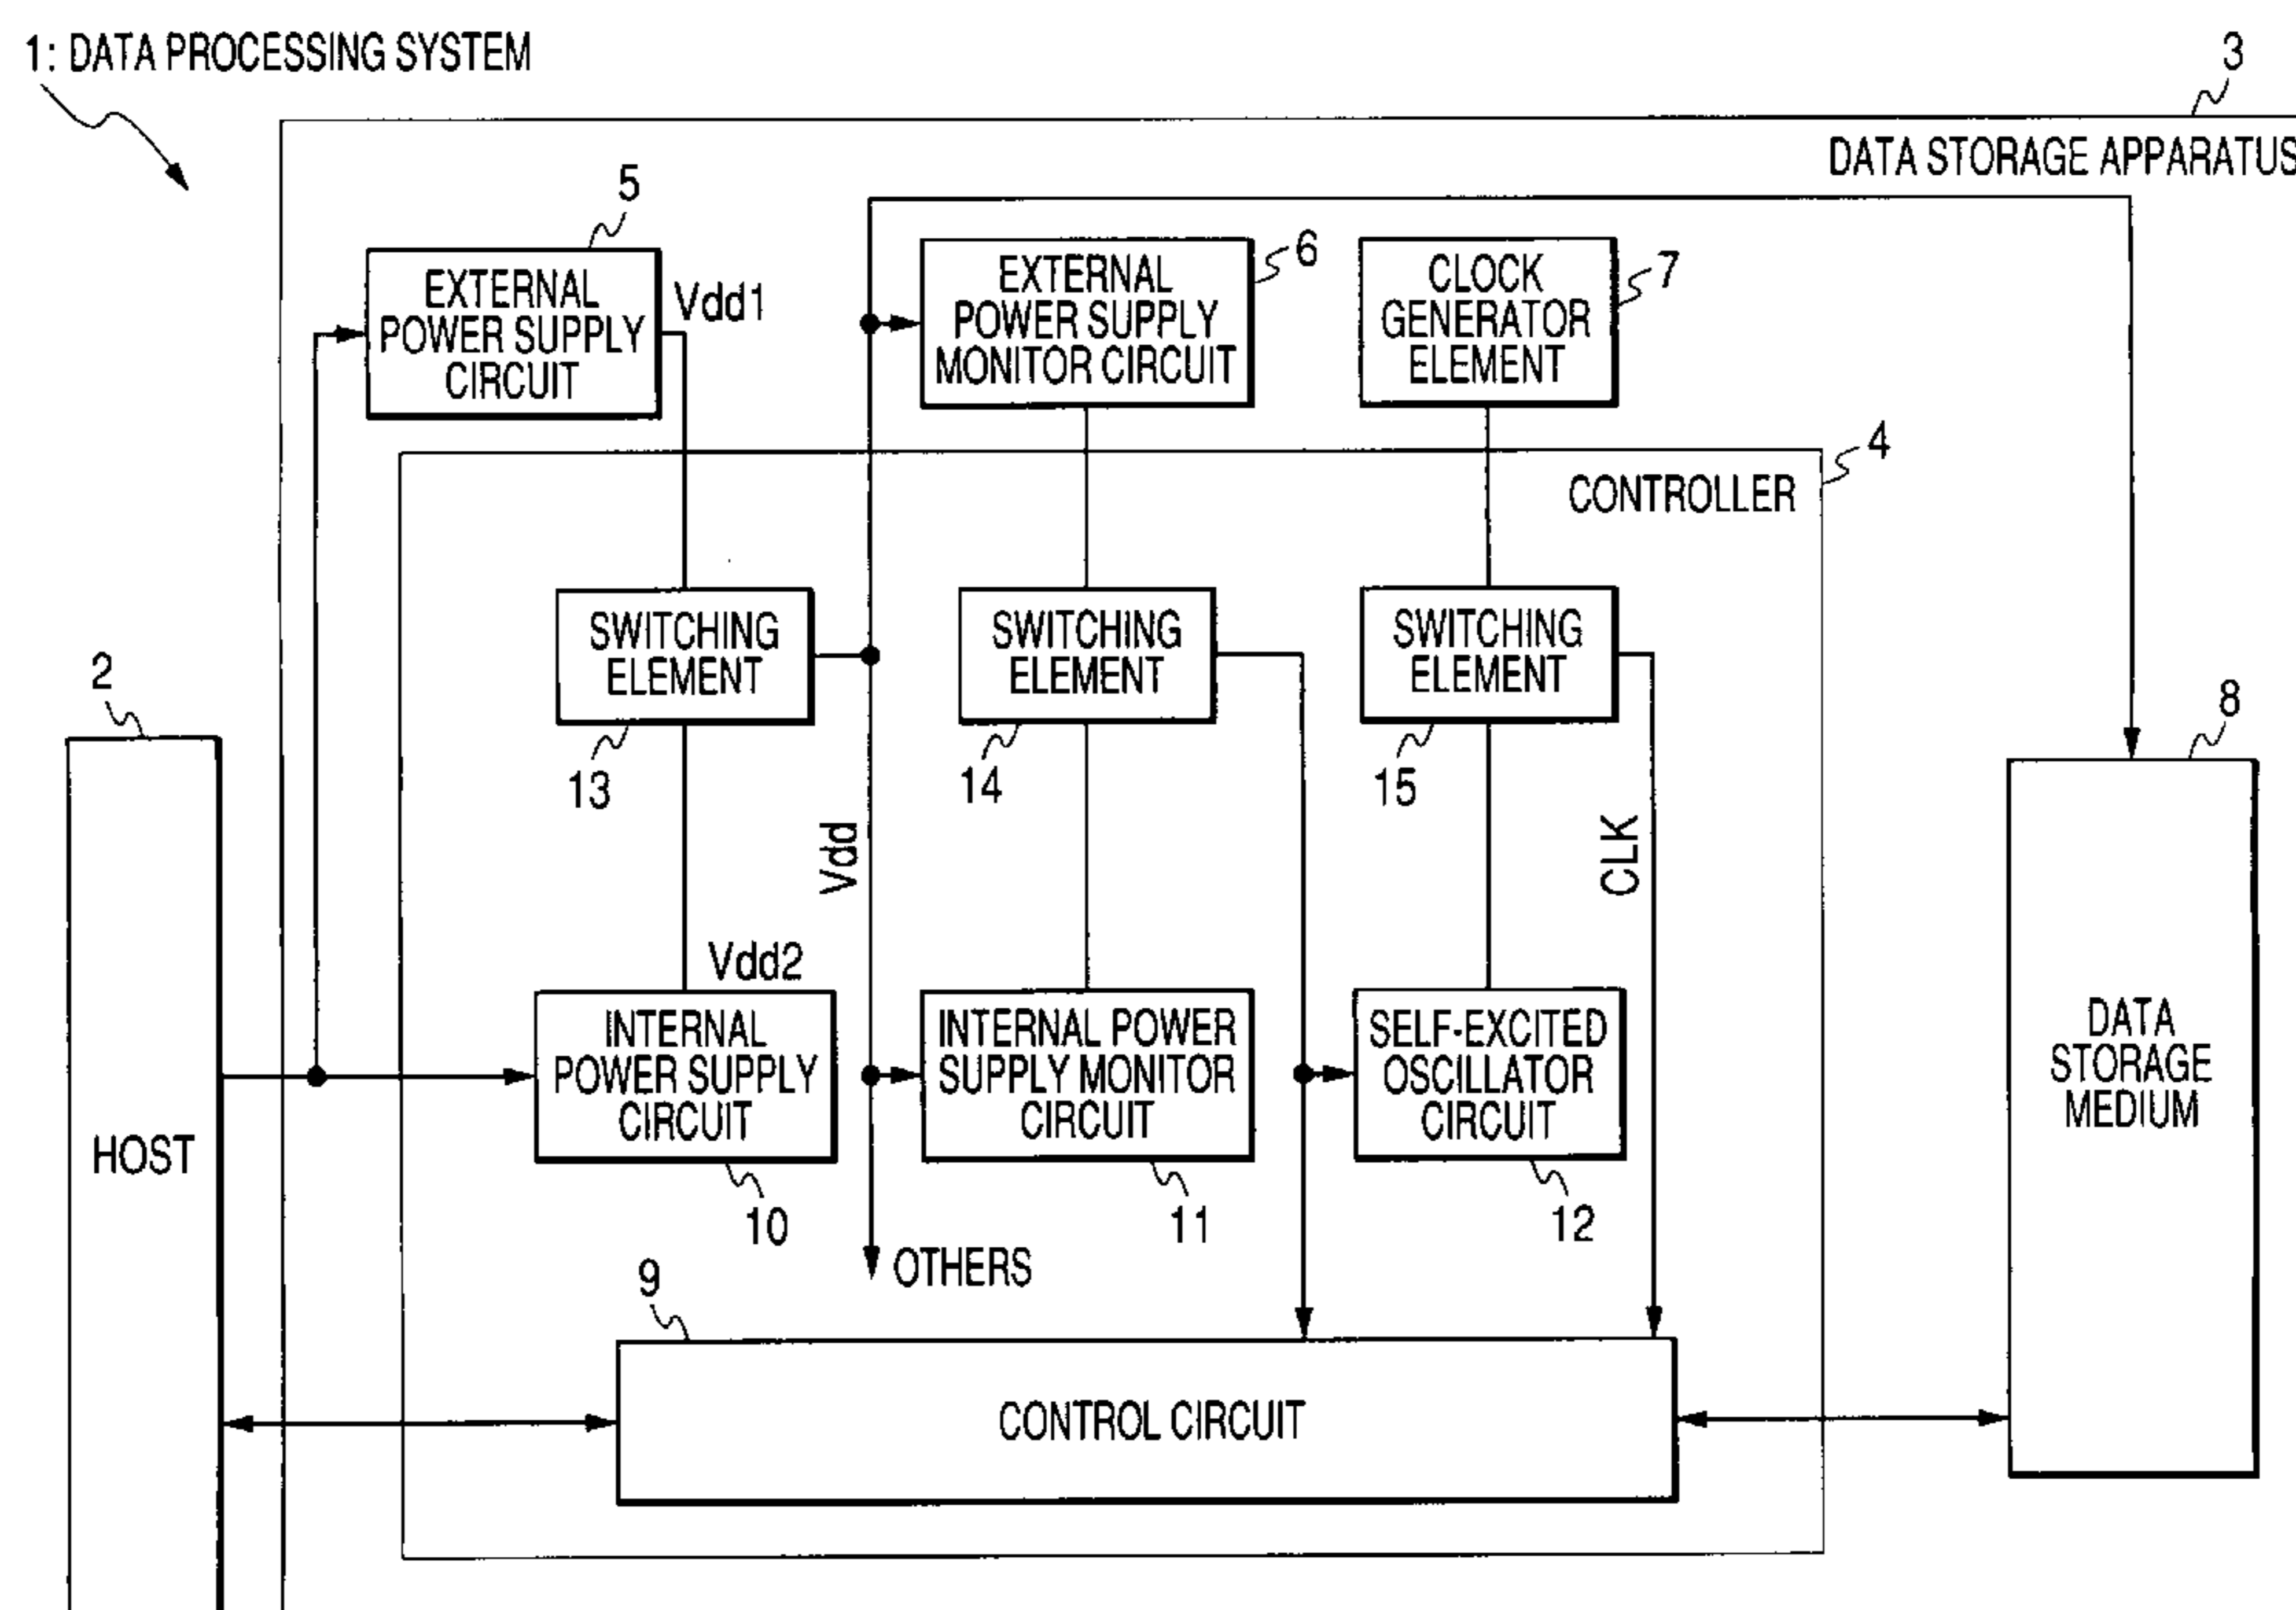 1: DATA PROCESSING SYSTEM
3
DATA STORAGE APPARATUS
5
EXTERNAL
POWER SUPPLY
CIRCUIT
Vdd1
6
EXTERNAL
POWER SUPPLY
MONITOR CIRCUIT
7
CLOCK
GENERATOR
ELEMENT
4
CONTROLLER
SWITCHING
ELEMENT
13
SWITCHING
ELEMENT
14
SWITCHING
ELEMENT
15
2
HOST
8
DATA
STORAGE
MEDIUM
Vdd
CLK
Vdd2
INTERNAL
POWER SUPPLY
CIRCUIT
10
INTERNAL POWER
SUPPLY MONITOR
CIRCUIT
11
SELF-EXCITED
OSCILLATOR
CIRCUIT
12
OTHERS
9
CONTROL CIRCUIT